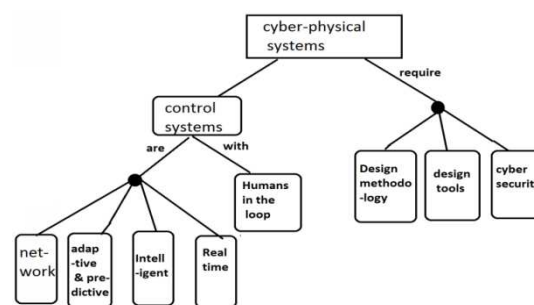 cyber-physical
systems
require
control
systems
are
with
Humans
in the
loop
Design
methodo
-logy
design
tools
cyber
securit
net-
work
adap
-tive
& pre-
dictive
Intell
-igent
Real
time